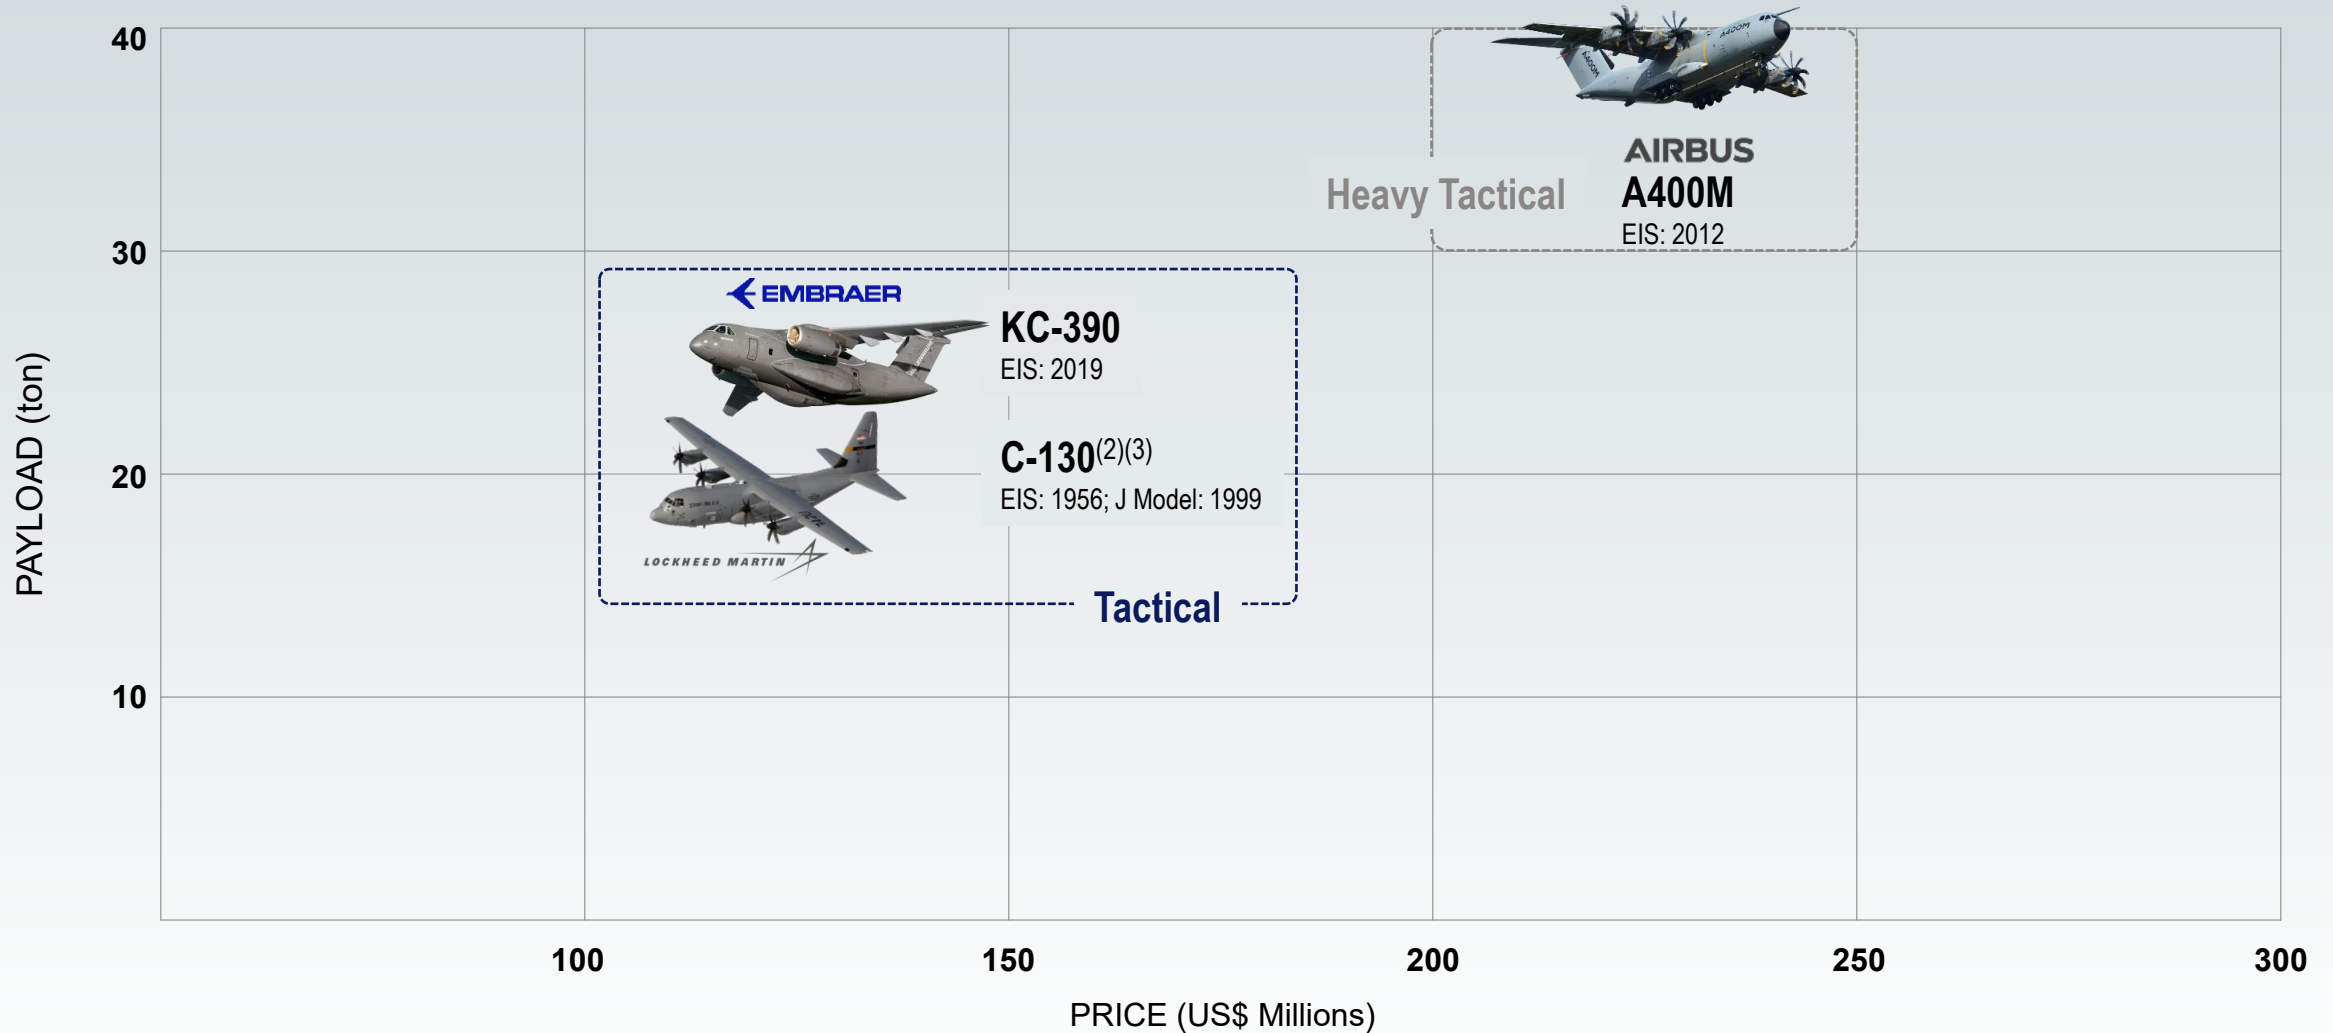 40
AIRBUS
Heavy Tactical
A400M
EIS: 2012
30
EMBRAER
KC-390
EIS: 2019
PAYLOAD (ton)
C-130(2)(3)
20
EIS: 1956; J Model: 1999
LOCKHEED MARTIN
Tactical
10
100 150 200 250 300
PRICE (US$ Millions)